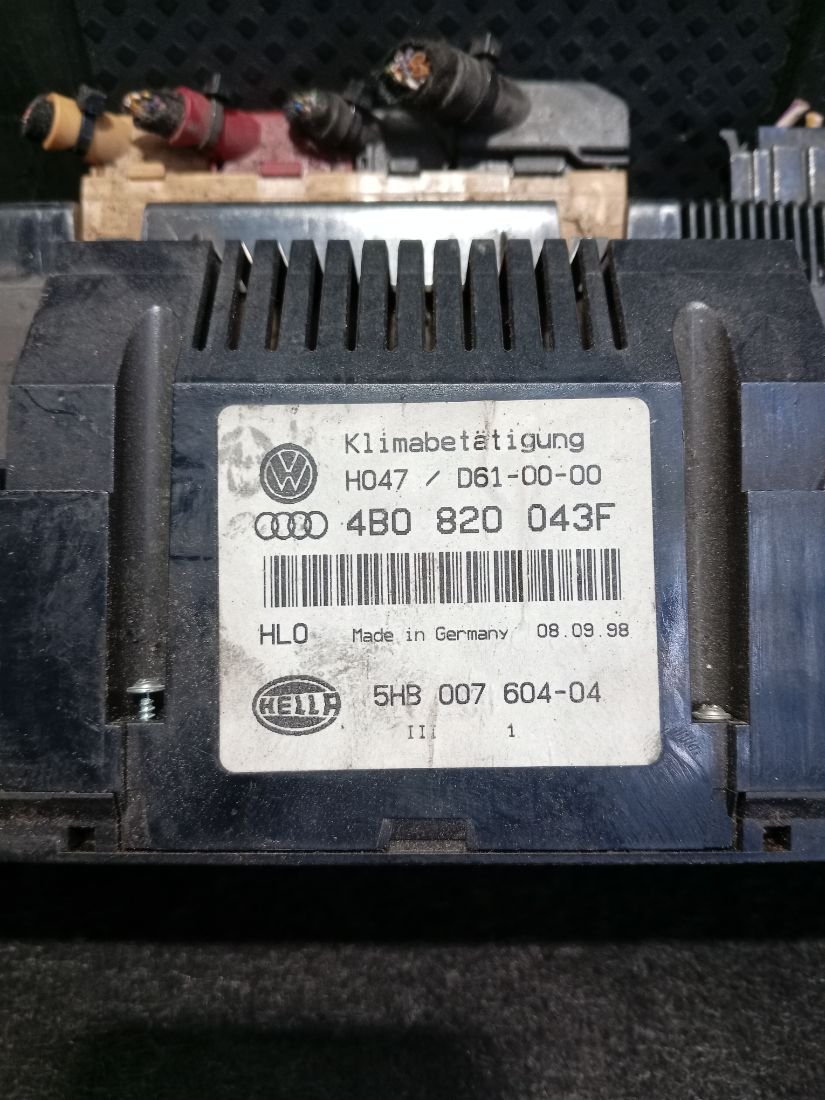 Klimabetätigung
H047 / D61-00-00
4B0 820 043F
HLO Made in Germany 08.09.98
HELLA 5HB 007 604-04
III 1